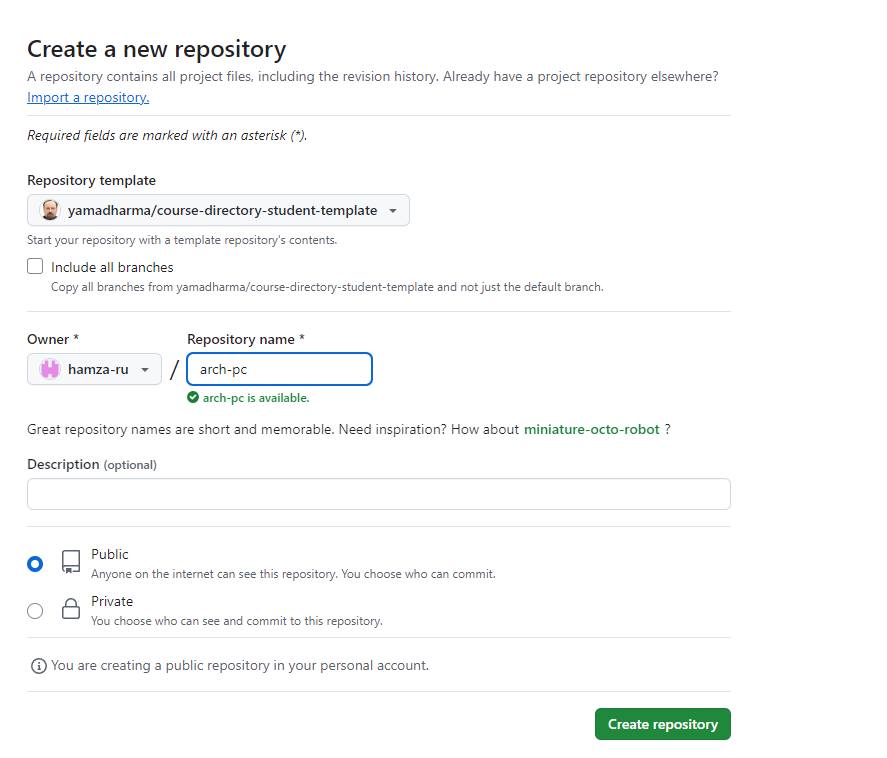 Create a new repository
A repository contains all project files, including the revision history. Already have a project repository elsewhere?
Import a repository.
Required fields are marked with an asterisk (*).
Repository template
yamadharma/course-directory-student-template
Start your repository with a template repository's contents.
Include all branches
Copy all branches from yamadharma/course-directory-student-template and not just the default branch.
Owner * Repository name *
hamza-ru / arch-pc
arch-pc is available.
Great repository names are short and memorable. Need inspiration? How about miniature-octo-robot ?
Description (optional)
Public
Anyone on the internet can see this repository. You choose who can commit.
Private
You choose who can see and commit to this repository.
You are creating a public repository in your personal account.
Create repository